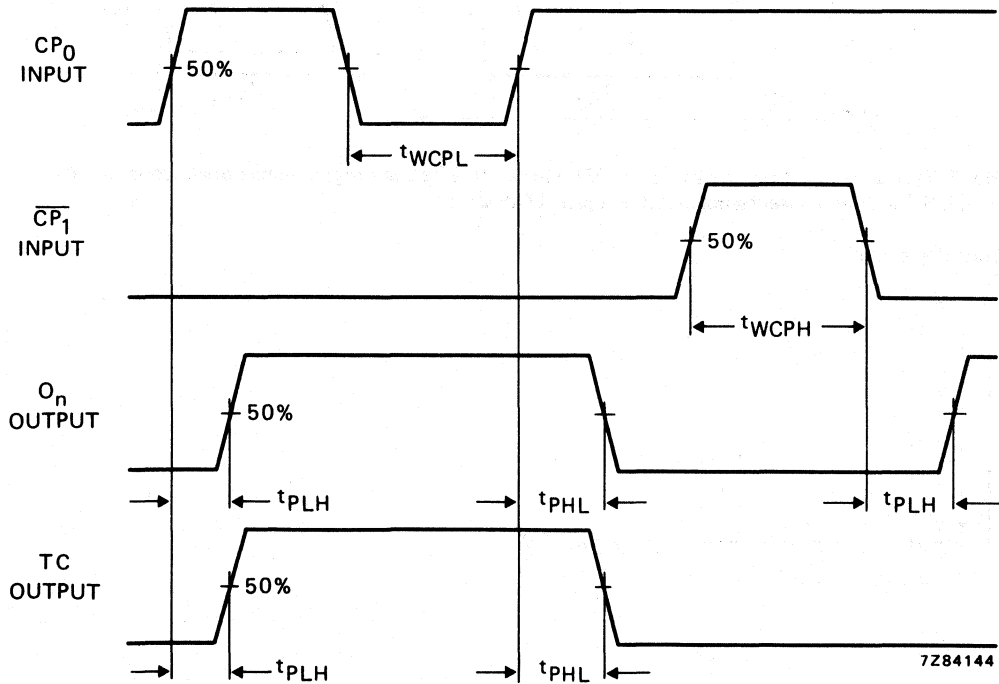 CP0
INPUT
50%
tWCPL
CP1
INPUT
50%
tWCPH
On
OUTPUT
50%
tPLH
tPHL
tPLH
TC
OUTPUT
50%
tPLH
tPHL
7Z84144